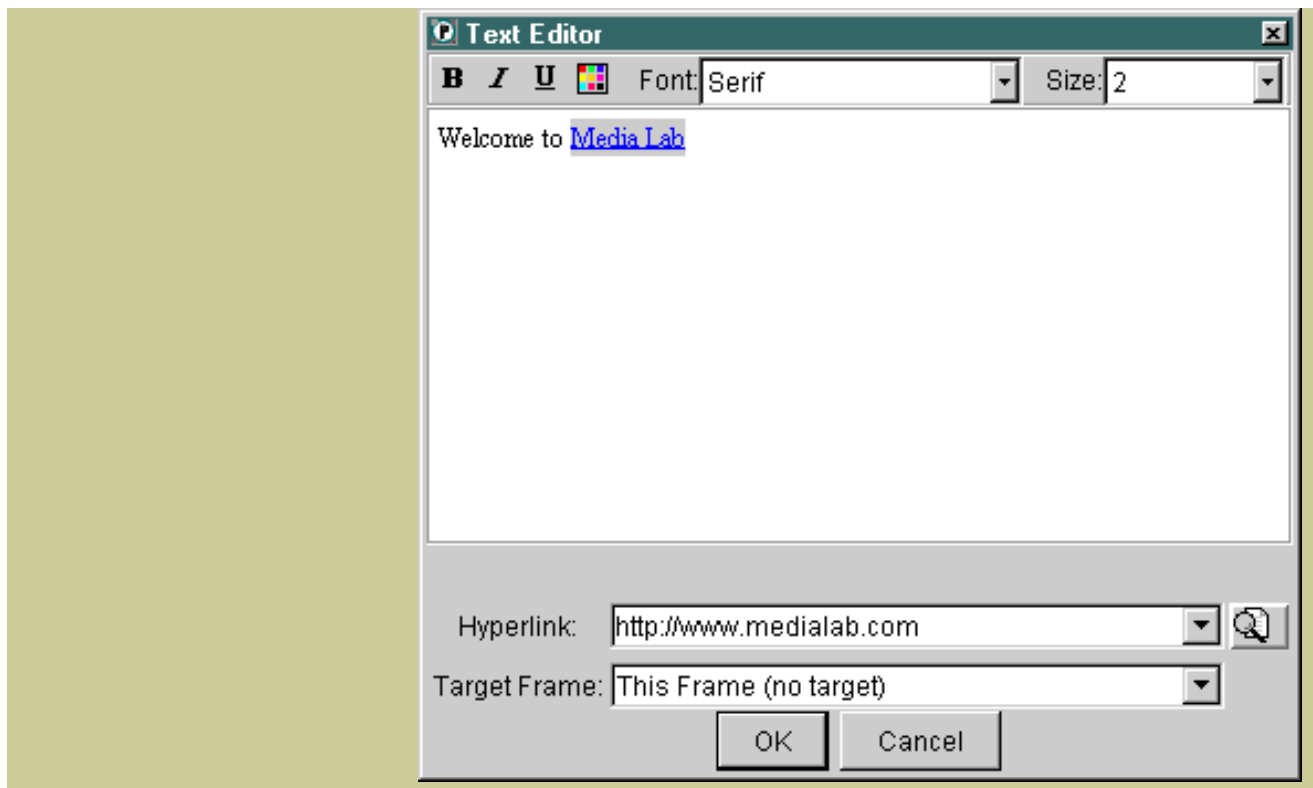 Text Editor
B I U Font: Serif Size: 2
Welcome to Media Lab
Hyperlink: http://www.medialab.com
Target Frame: This Frame (no target)
OK Cancel